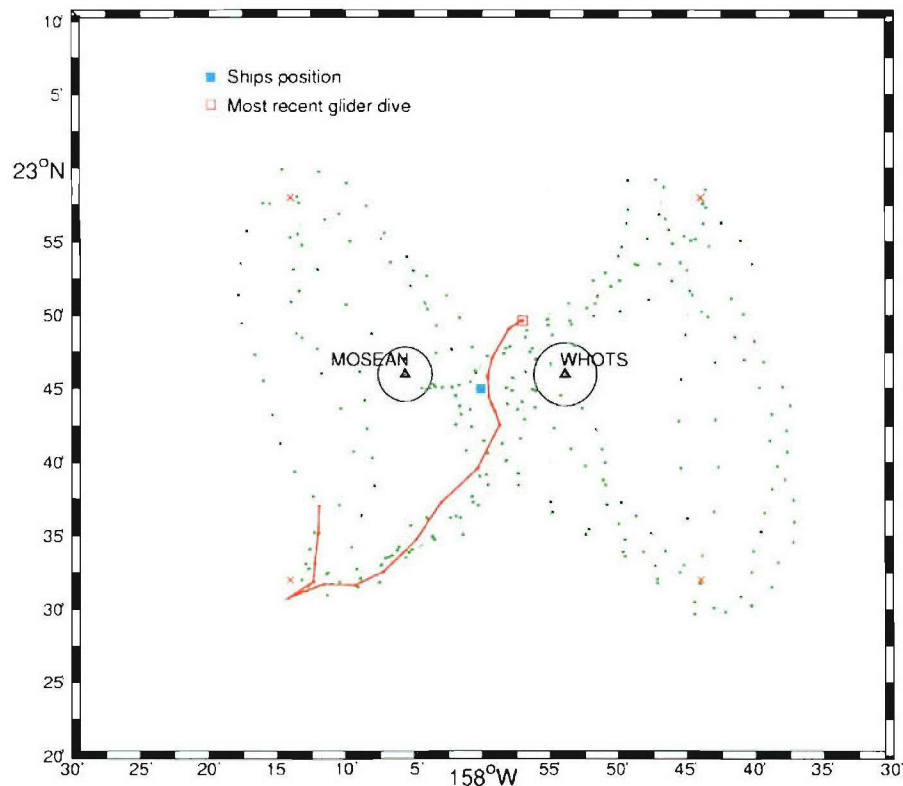 10'
Ships position
5'
Most recent glider dive
23°N
55'
50'
MOSEAN WHOTS
45'
40'
35'
30'
25'
20'
30' 25' 20' 15' 10' 5' 158°W 55' 50' 45' 40' 35' 30'